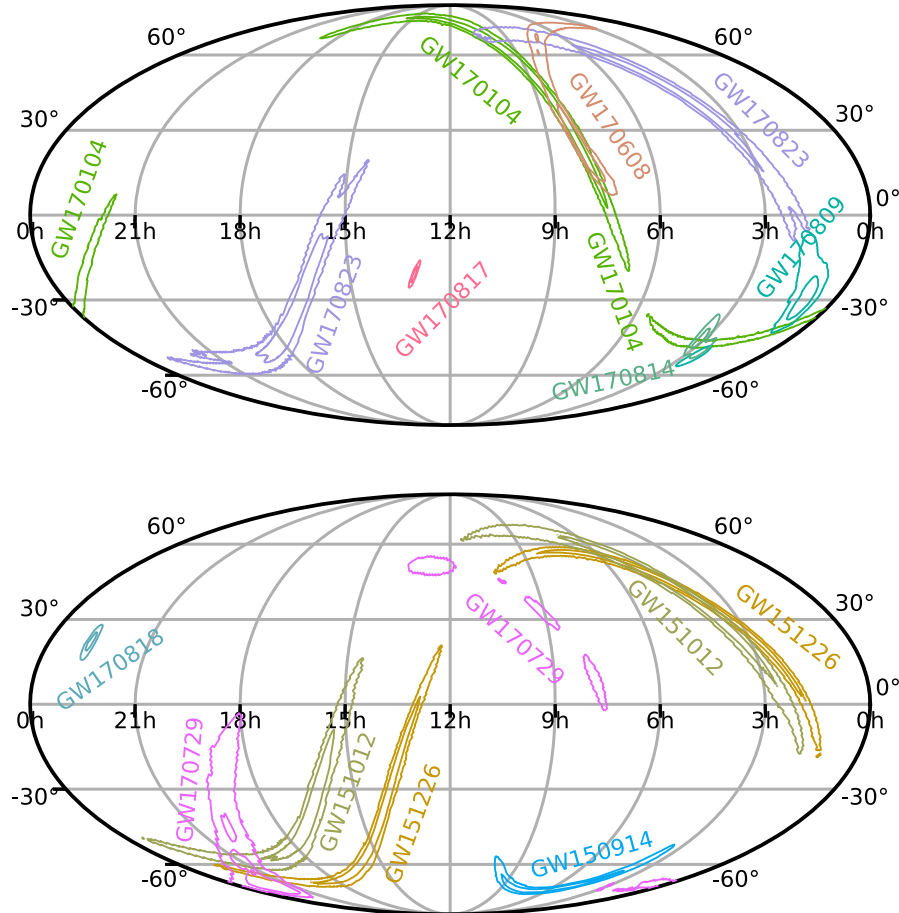 60° 60°
GW170104
GW170608
GW170823
30° 30°
GW170104
0°
0h 21h 18h 15h 12h 9h 6h 3h 0h
GW170809
GW170823
GW170817
GW170104
-30° -30°
GW170814
-60° -60°
60° 60°
30° 30°
GW151226
GW151012
GW170729
GW170818
0°
0h 21h 18h 15h 12h 9h 6h 3h 0h
GW170729
GW151012
GW151226
-30° -30°
GW150914
-60° -60°